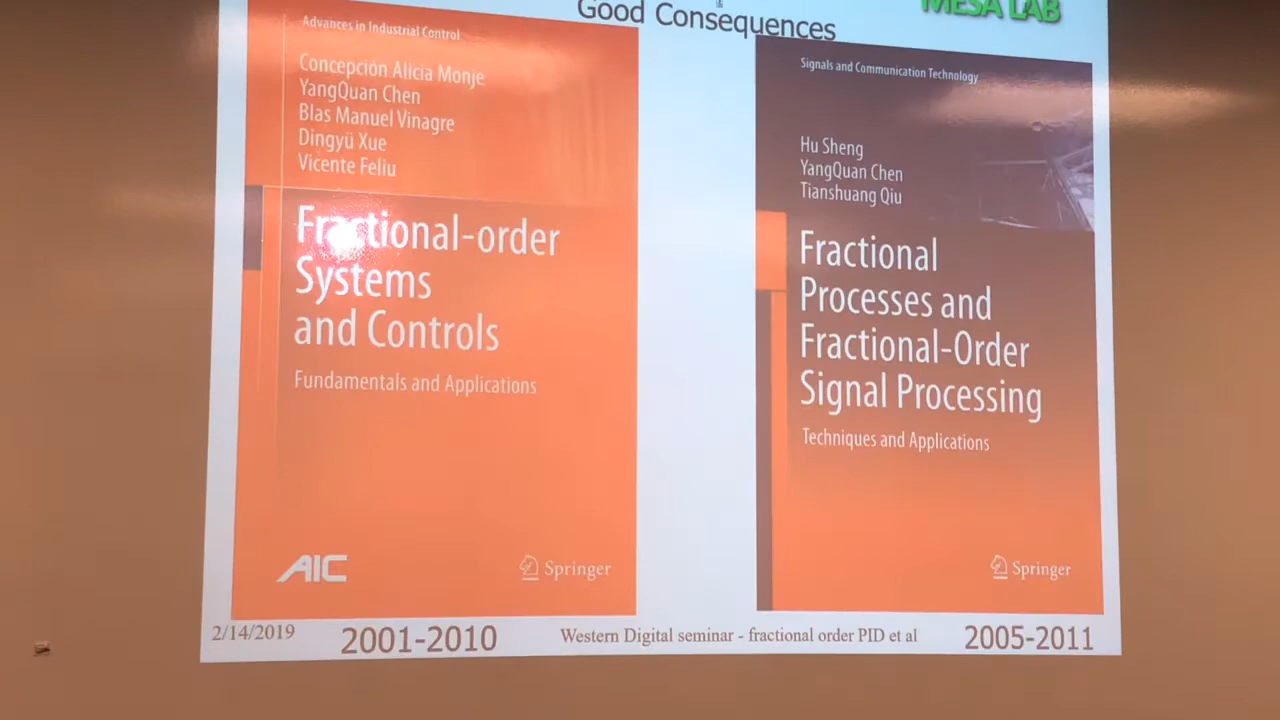 Good Consequences
MESA LAB
Advances in Industrial Control
Concepción Alicia Monje
YangQuan Chen
Blas Manuel Vinagre
Dingyü Xue
Vicente Feliu
Fractional-order
Systems
and Controls
Fundamentals and Applications
AIC
Springer
Signals and Communication Technology
Hu Sheng
YangQuan Chen
Tianshuang Qiu
Fractional
Processes and
Fractional-Order
Signal Processing
Techniques and Applications
Springer
2/14/2019
2001-2010
Western Digital seminar - fractional order PID et al
2005-2011